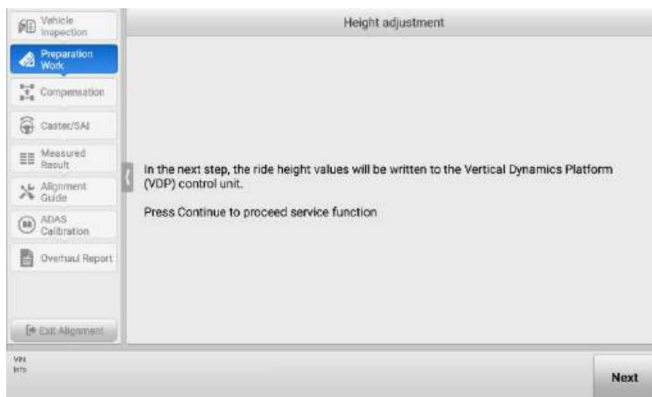 Vehicle
Inspection
Height adjustment
Preparation
Work
Compensation
Caster/SAI
Measured
Result
Alignment
Guide
ADAS
Calibration
Overhaul Report
Exit Alignment
In the next step, the ride height values will be written to the Vertical Dynamics Platform
(VDP) control unit.
Press Continue to proceed service function
VIN
Info
Next